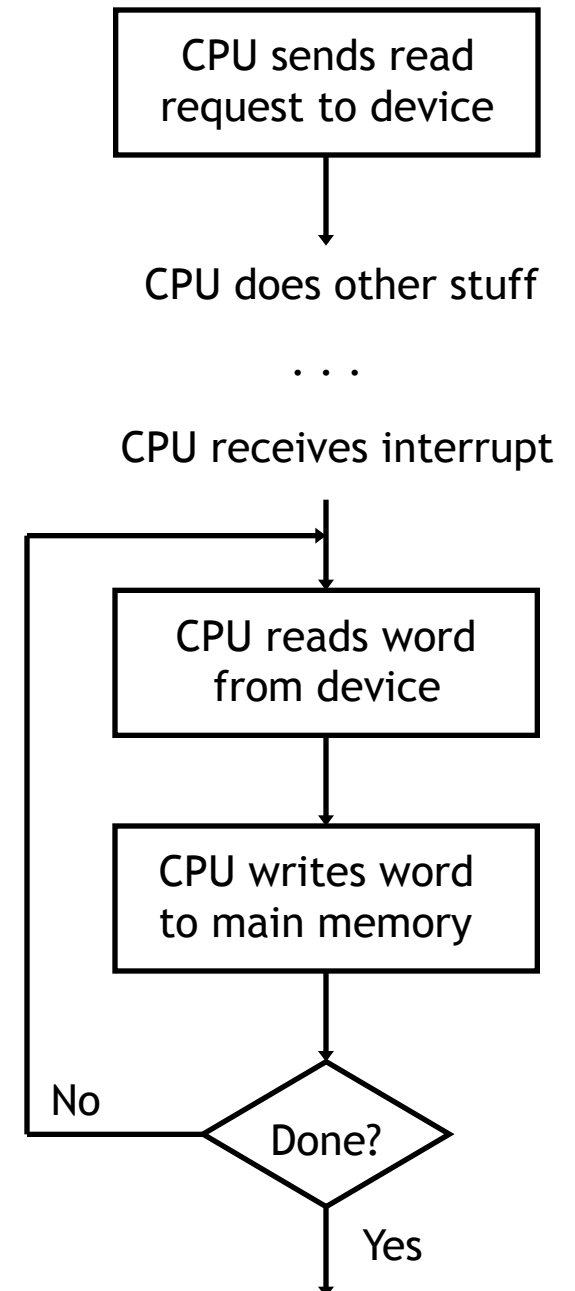 CPU sends read
request to device
CPU does other stuff
. . .
CPU receives interrupt
CPU reads word
from device
CPU writes word
to main memory
No
Done?
Yes